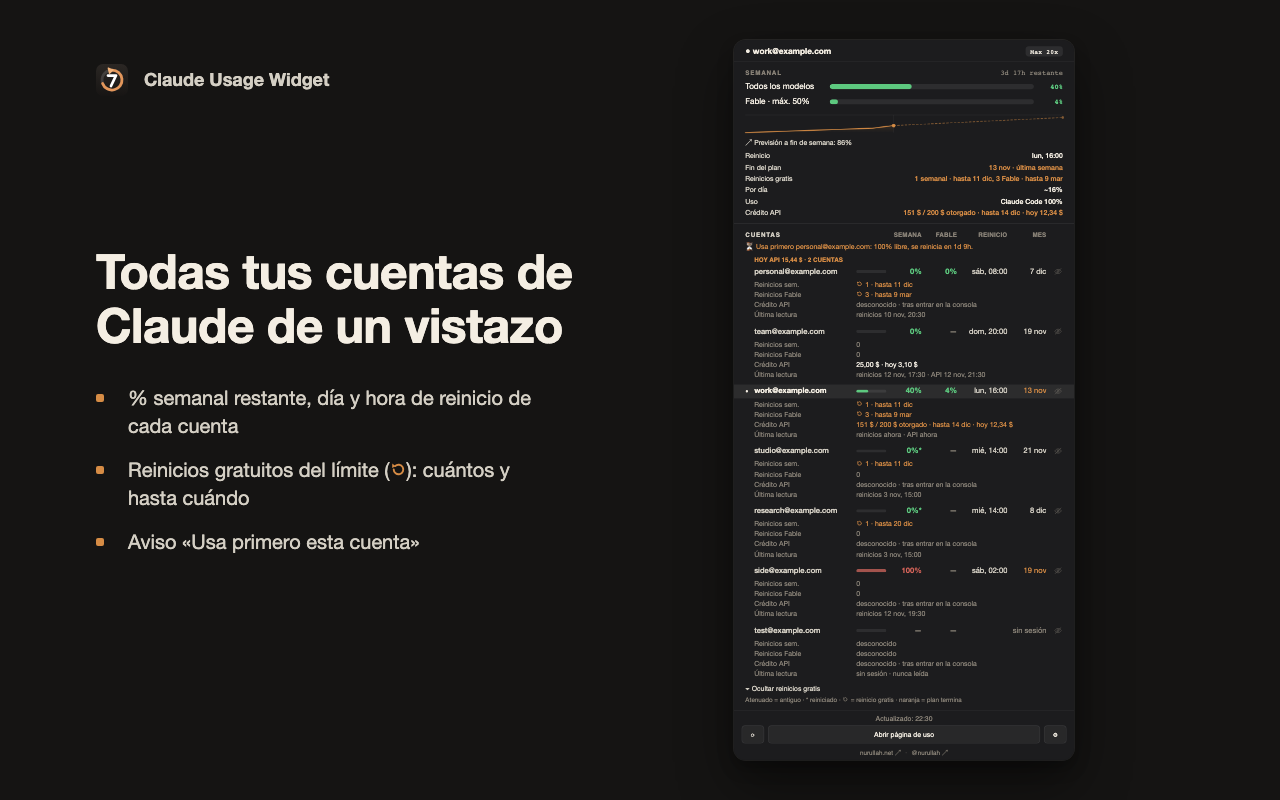 7 Claude Usage Widget
Todas tus cuentas de
Claude de un vistazo
% semanal restante, día y hora de reinicio de
cada cuenta
Reinicios gratuitos del límite (): cuántos y
hasta cuándo
Aviso «Usa primero esta cuenta»
work@example.com Max 20x
SEMANAL 3d 17h restante
Todos los modelos 40%
Fable · máx. 50% 4%
↗ Previsión a fin de semana: 86%
Reinicio lun, 16:00
Fin del plan 13 nov · última semana
Reinicios gratis 1 semanal · hasta 11 dic, 3 Fable · hasta 9 mar
Por día ~16%
Uso Claude Code 100%
Crédito API 151 $ / 200 $ otorgado · hasta 14 dic · hoy 12,34 $
CUENTAS SEMANA FABLE REINICIO MES
⌛ Usa primero personal@example.com: 100% libre, se reinicia en 1d 9h.
HOY API 15,44 $ · 2 CUENTAS
personal@example.com 0% 0% sáb, 08:00 7 dic
Reinicios sem. 1 · hasta 11 dic
Reinicios Fable 3 · hasta 9 mar
Crédito API desconocido · tras entrar en la consola
Última lectura reinicios 10 nov, 20:30
team@example.com 0% — dom, 20:00 19 nov
Reinicios sem. 0
Reinicios Fable 0
Crédito API 25,00 $ · hoy 3,10 $
Última lectura reinicios 12 nov, 17:30 · API 12 nov, 21:30
work@example.com 40% 4% lun, 16:00 13 nov
Reinicios sem. 1 · hasta 11 dic
Reinicios Fable 3 · hasta 9 mar
Crédito API 151 $ / 200 $ otorgado · hasta 14 dic · hoy 12,34 $
Última lectura reinicios ahora · API ahora
studio@example.com 0%* — mié, 14:00 21 nov
Reinicios sem. 1 · hasta 11 dic
Reinicios Fable 0
Crédito API desconocido · tras entrar en la consola
Última lectura reinicios 3 nov, 15:00
research@example.com 0%* — mié, 14:00 8 dic
Reinicios sem. 1 · hasta 20 dic
Reinicios Fable 0
Crédito API desconocido · tras entrar en la consola
Última lectura reinicios 3 nov, 15:00
side@example.com 100% — sáb, 02:00 19 nov
Reinicios sem. 0
Reinicios Fable 0
Crédito API desconocido · tras entrar en la consola
Última lectura reinicios 12 nov, 19:30
test@example.com — — sin sesión
Reinicios sem. desconocido
Reinicios Fable desconocido
Crédito API desconocido · tras entrar en la consola
Última lectura sin sesión · nunca leída
Ocultar reinicios gratis
Atenuado = antiguo · * reiniciado · = reinicio gratis · naranja = plan termina
Actualizado: 22:30
Abrir página de uso
nurullah.net ↗ · @nurullah ↗